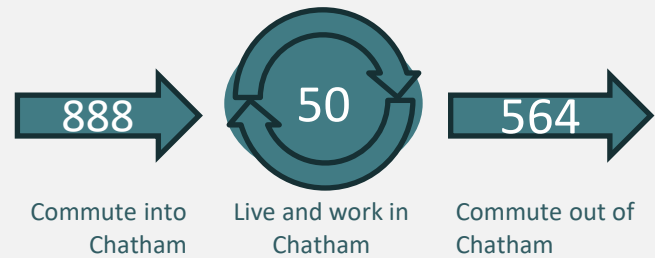 888
50
564
Commute into
Chatham
Live and work in
Chatham
Commute out of
Chatham